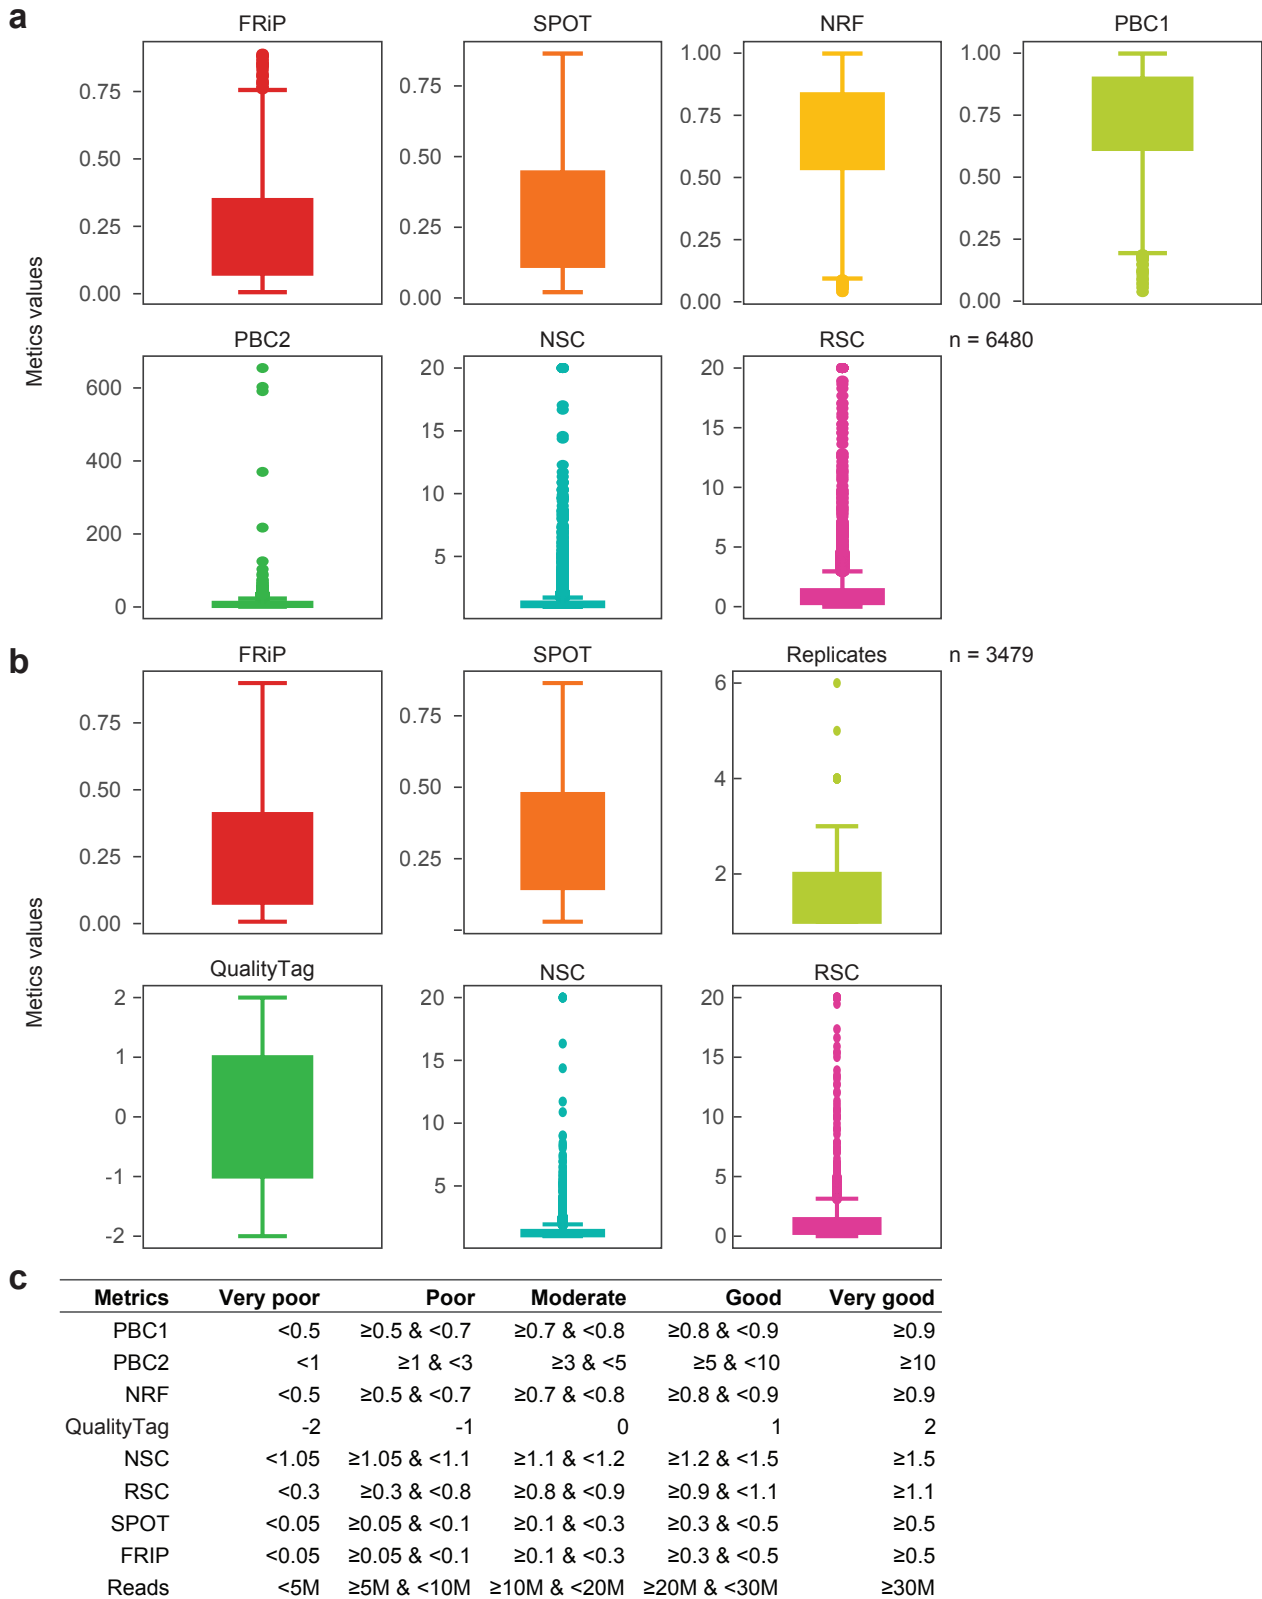 a
FRiP SPOT NRF PBC1
0.75 0.50 0.25 0.00
0.75 0.50 0.25 0.00
1.00 0.75 0.50 0.25 0.00
1.00 0.75 0.50 0.25 0.00
Metics values
PBC2 NSC RSC n = 6480
600 400 200 0
20 15 10 5
20 15 10 5 0
b
FRiP SPOT Replicates n = 3479
0.75 0.50 0.25 0.00
0.75 0.50 0.25
6 4 2
Metics values
QualityTag NSC RSC
2 1 0 -1 -2
20 15 10 5
20 15 10 5 0
c
Metrics Very poor Poor Moderate Good Very good
PBC1 <0.5 ≥0.5 & <0.7 ≥0.7 & <0.8 ≥0.8 & <0.9 ≥0.9
PBC2 <1 ≥1 & <3 ≥3 & <5 ≥5 & <10 ≥10
NRF <0.5 ≥0.5 & <0.7 ≥0.7 & <0.8 ≥0.8 & <0.9 ≥0.9
QualityTag -2 -1 0 1 2
NSC <1.05 ≥1.05 & <1.1 ≥1.1 & <1.2 ≥1.2 & <1.5 ≥1.5
RSC <0.3 ≥0.3 & <0.8 ≥0.8 & <0.9 ≥0.9 & <1.1 ≥1.1
SPOT <0.05 ≥0.05 & <0.1 ≥0.1 & <0.3 ≥0.3 & <0.5 ≥0.5
FRIP <0.05 ≥0.05 & <0.1 ≥0.1 & <0.3 ≥0.3 & <0.5 ≥0.5
Reads <5M ≥5M & <10M ≥10M & <20M ≥20M & <30M ≥30M